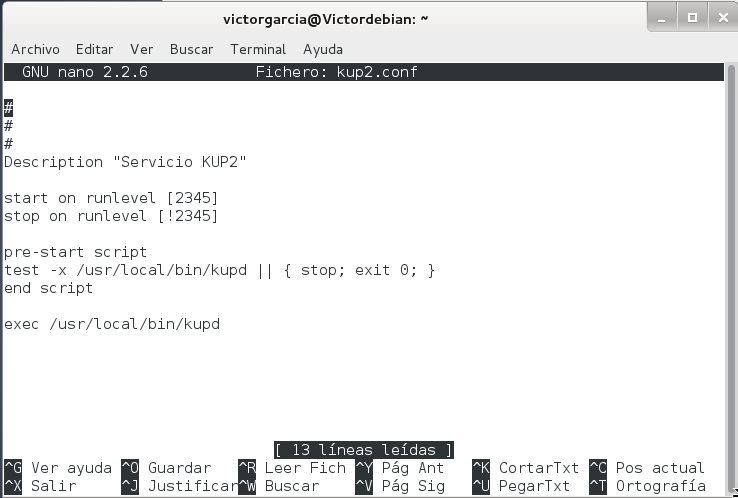 victorgarcia@Victordebian: ~
Archivo Editar Ver Buscar Terminal Ayuda
GNU nano 2.2.6 Fichero: kup2.conf
#
#
#
Description "Servicio KUP2"
start on runlevel [2345]
stop on runlevel [!2345]
pre-start script
test -x /usr/local/bin/kupd || { stop; exit 0; }
end script
exec /usr/local/bin/kupd
[ 13 líneas leídas ]
^G Ver ayuda ^O Guardar ^R Leer Fich ^Y Pág Ant ^K CortarTxt ^C Pos actual
^X Salir ^J Justificar ^W Buscar ^V Pág Sig ^U PegarTxt ^T Ortografía